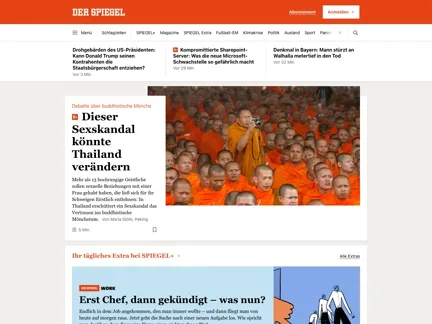 DER SPIEGEL
Abonnement
Anmelden
Menü
Schlagzeilen
SPIEGEL+
Magazine
SPIEGEL Extra
Fußball-EM
Klimakrise
Politik
Ausland
Sport
Drohgebärden des US-Präsidenten:
Kann Donald Trump seinen
Kontrahenten die
Staatsbürgerschaft entziehen?
Vor 3 Min
Kompromittierte Sharepoint-
Server: Was die neue Microsoft-
Schwachstelle so gefährlich macht
Vor 29 Min
Denkmal in Bayern: Mann stürzt an
Walhalla metertief in den Tod
Vor 32 Min
Debatte über buddhistische Mönche
Dieser
Sexskandal
könnte
Thailand
verändern
Mehr als 13 hochrangige Geistliche
sollen sexuelle Beziehungen mit einer
Frau gehabt haben, die ließ sich für ihr
Schweigen fürstlich entlohnen: In
Thailand erschüttert ein Sexskandal das
Vertrauen ins buddhistische
Mönchstum. Von Maria Stöhr, Peking
5 Min
Ihr tägliches Extra bei SPIEGEL+
Alle Extras
DER SPIEGEL WORK
Erst Chef, dann gekündigt – was nun?
Endlich in dem Job angekommen, den man immer wollte – und dann fliegt man von
heute auf morgen raus. Jetzt geht die Suche nach einer neuen Aufgabe los. Wie spricht